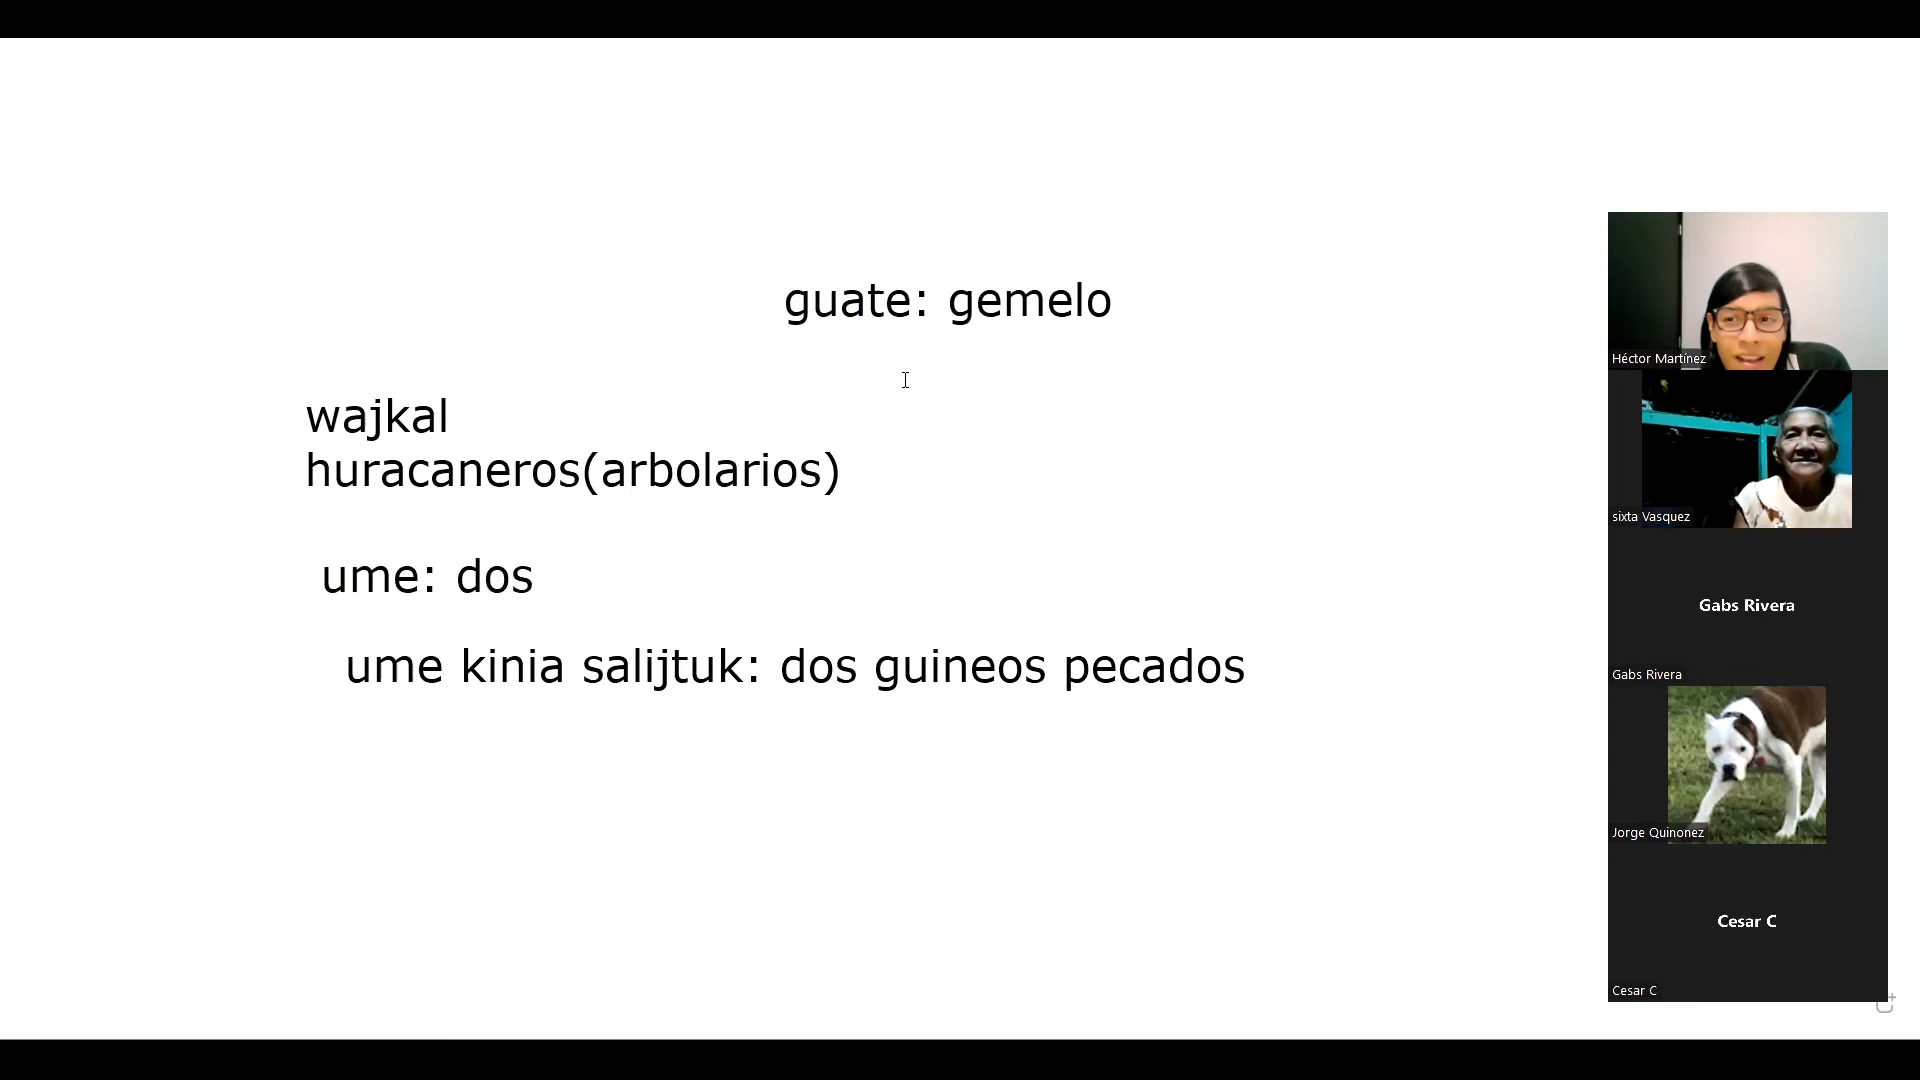 guate: gemelo
wajkal
huracaneros(arbolarios)
ume: dos
ume kinia salijtuk: dos guineos pecados
Héctor Martínez
sixta Vasquez
Gabs Rivera
Gabs Rivera
Jorge Quinonez
Cesar C
Cesar C